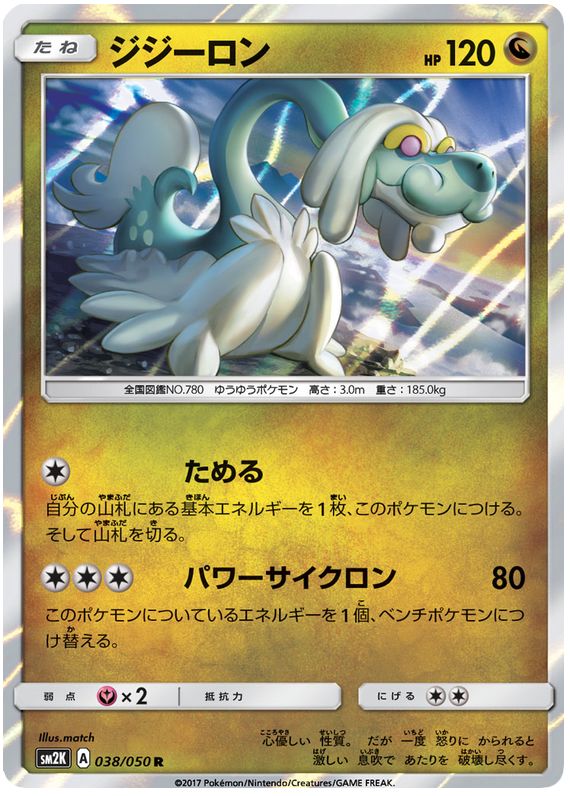 たね ジジーロン HP 120
全国図鑑NO.780 ゆうゆうポケモン 高さ：3.0m 重さ：185.0kg
ためる
自分の山札にある基本エネルギーを1枚、このポケモンにつける。
そして山札を切る。
パワーサイクロン 80
このポケモンについているエネルギーを1個、ベンチポケモンにつ
け替える。
弱点 ×2 抵抗力 にげる
Illus.match
心優しい 性質。 だが 一度 怒りに かられると
激しい 息吹で あたりを 破壊し尽くす。
SM2K A 038/050 R
©2017 Pokémon/Nintendo/Creatures/GAME FREAK.